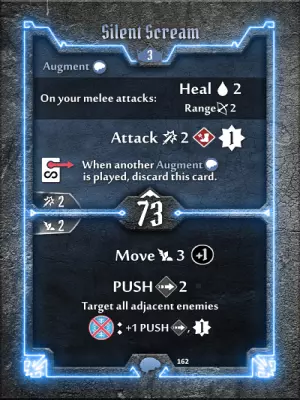 Silent Scream
3
Augment
On your melee attacks:
Heal 2
Range 2
Attack 2 1
When another Augment
is played, discard this card.
2
73
2
Move 3 +1
PUSH 2
Target all adjacent enemies
: +1 PUSH , 1
162